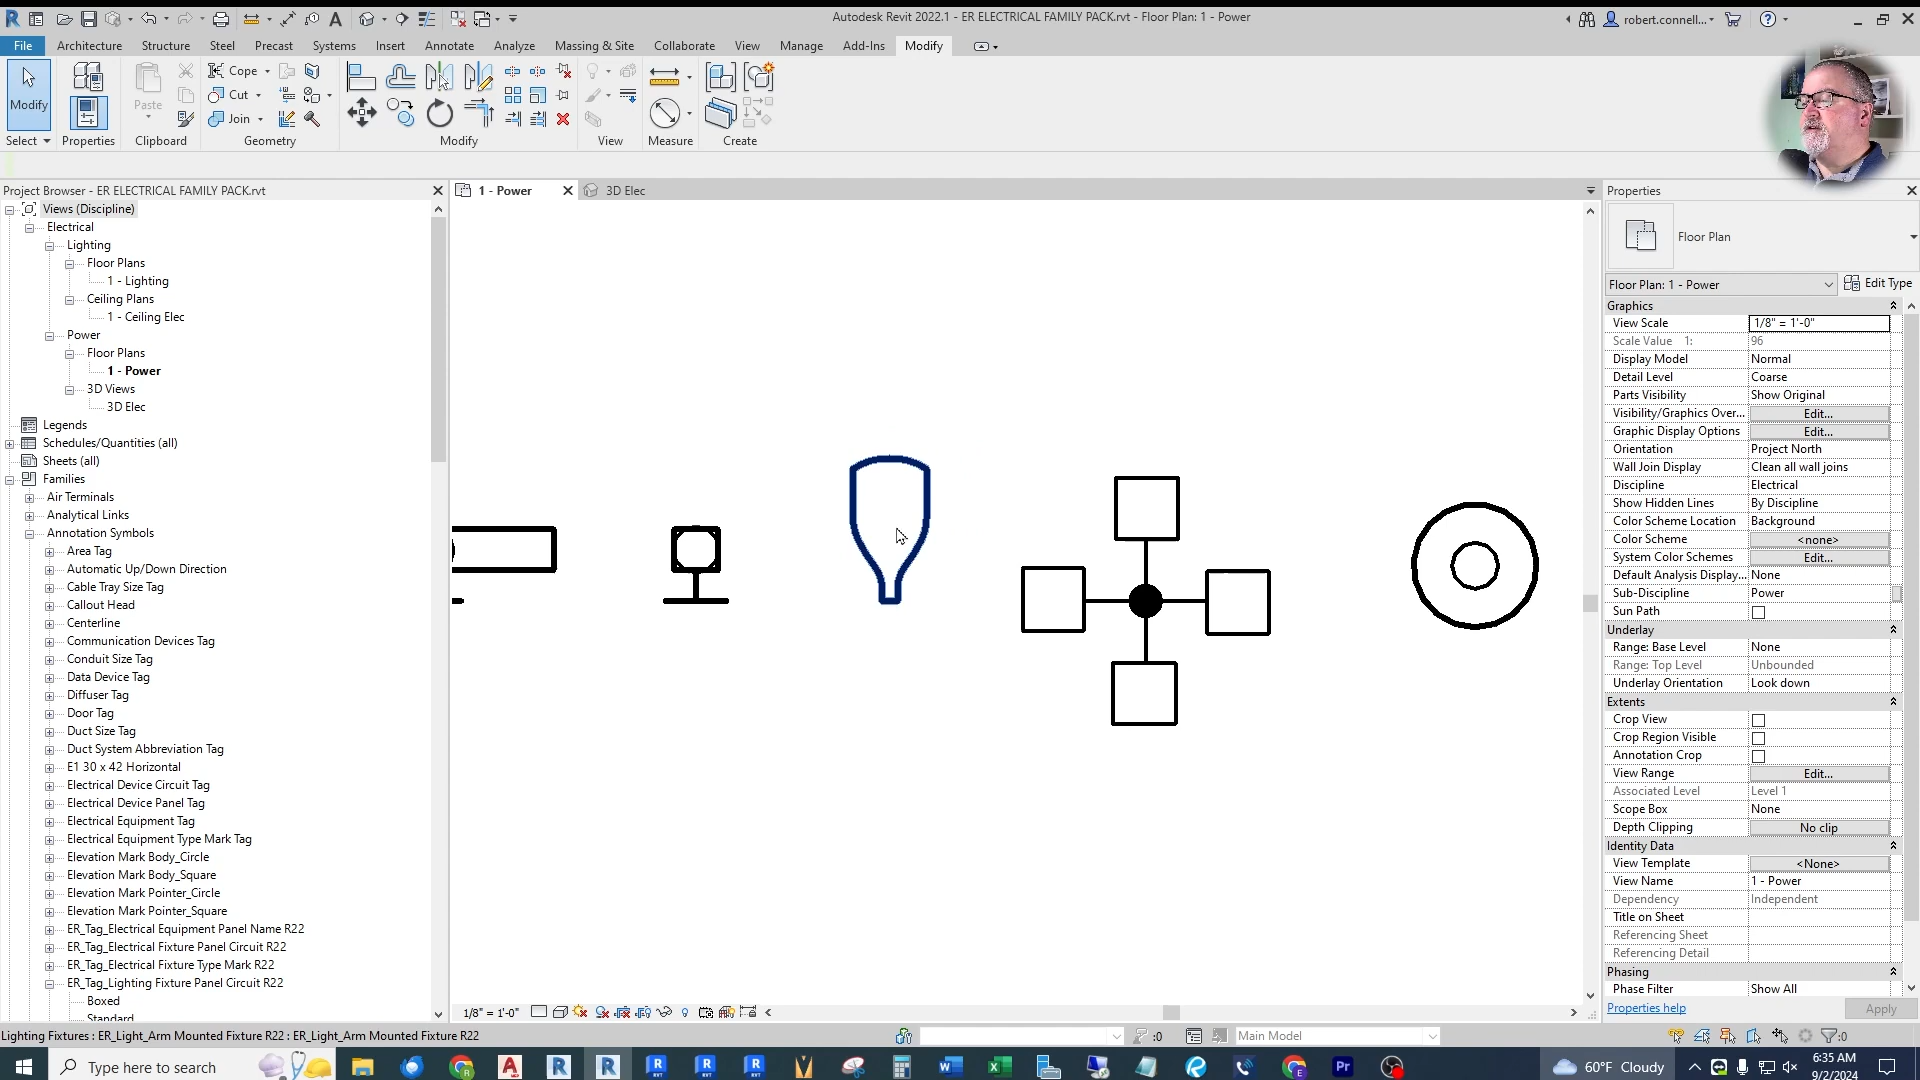 Autodesk Revit 2022.1 - ER ELECTRICAL FAMILY PACK.rvt - Floor Plan: 1 - Power
robert.connell...
File Architecture Structure Steel Precast Systems Insert Annotate Analyze Massing & Site Collaborate View Manage Add-Ins Modify
Modify
Paste
Cope
Cut
Join
Select Properties Clipboard Geometry Modify View Measure Create
Project Browser - ER ELECTRICAL FAMILY PACK.rvt
Views (Discipline)
Electrical
Lighting
Floor Plans
1 - Lighting
Ceiling Plans
1 - Ceiling Elec
Power
Floor Plans
1 - Power
3D Views
3D Elec
Legends
Schedules/Quantities (all)
Sheets (all)
Families
Air Terminals
Analytical Links
Annotation Symbols
Area Tag
Automatic Up/Down Direction
Cable Tray Size Tag
Callout Head
Centerline
Communication Devices Tag
Conduit Size Tag
Data Device Tag
Diffuser Tag
Door Tag
Duct Size Tag
Duct System Abbreviation Tag
E1 30 x 42 Horizontal
Electrical Device Circuit Tag
Electrical Device Panel Tag
Electrical Equipment Tag
Electrical Equipment Type Mark Tag
Elevation Mark Body_Circle
Elevation Mark Body_Square
Elevation Mark Pointer_Circle
Elevation Mark Pointer_Square
ER_Tag_Electrical Equipment Panel Name R22
ER_Tag_Electrical Fixture Panel Circuit R22
ER_Tag_Electrical Fixture Type Mark R22
ER_Tag_Lighting Fixture Panel Circuit R22
Boxed
Standard
1 - Power
3D Elec
1/8" = 1'-0"
Properties
Floor Plan
Floor Plan: 1 - Power Edit Type
Graphics
View Scale 1/8" = 1'-0"
Scale Value 1: 96
Display Model Normal
Detail Level Coarse
Parts Visibility Show Original
Visibility/Graphics Over... Edit...
Graphic Display Options Edit...
Orientation Project North
Wall Join Display Clean all wall joins
Discipline Electrical
Show Hidden Lines By Discipline
Color Scheme Location Background
Color Scheme <none>
System Color Schemes Edit...
Default Analysis Display... None
Sub-Discipline Power
Sun Path
Underlay
Range: Base Level None
Range: Top Level Unbounded
Underlay Orientation Look down
Extents
Crop View
Crop Region Visible
Annotation Crop
View Range Edit...
Associated Level Level 1
Scope Box None
Depth Clipping No clip
Identity Data
View Template <None>
View Name 1 - Power
Dependency Independent
Title on Sheet
Referencing Sheet
Referencing Detail
Phasing
Phase Filter Show All
Properties help Apply
Lighting Fixtures : ER_Light_Arm Mounted Fixture R22 : ER_Light_Arm Mounted Fixture R22
:0 Main Model :0
Type here to search
60°F Cloudy
6:35 AM
9/2/2024